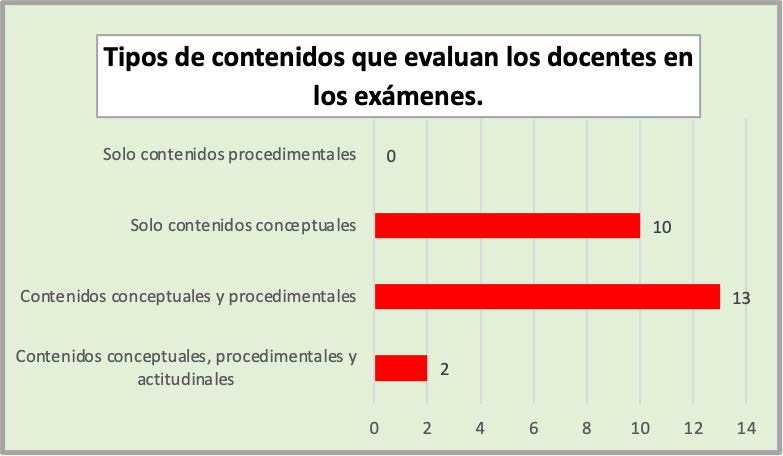 Tipos de contenidos que evaluan los docentes en
los exámenes.
Solo contenidos procedimentales
0
Solo contenidos conceptuales
10
Contenidos conceptuales y procedimentales
13
Contenidos conceptuales, procedimentales y
actitudinales
2
0 2 4 6 8 10 12 14